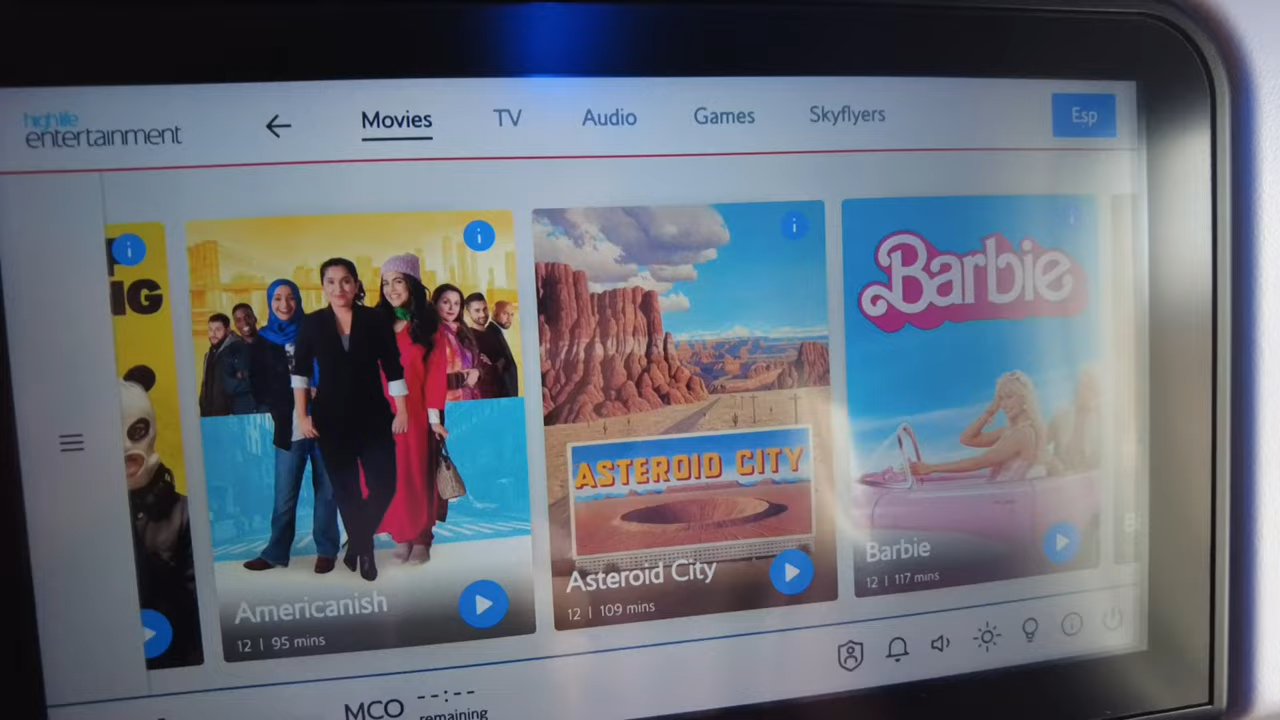 high life
entertainment
Movies
TV
Audio
Games
Skyflyers
Esp
IG
Americanish
12 | 95 mins
ASTEROID CITY
Asteroid City
12 | 109 mins
Barbie
Barbie
12 | 117 mins
MCO
--:--
remaining